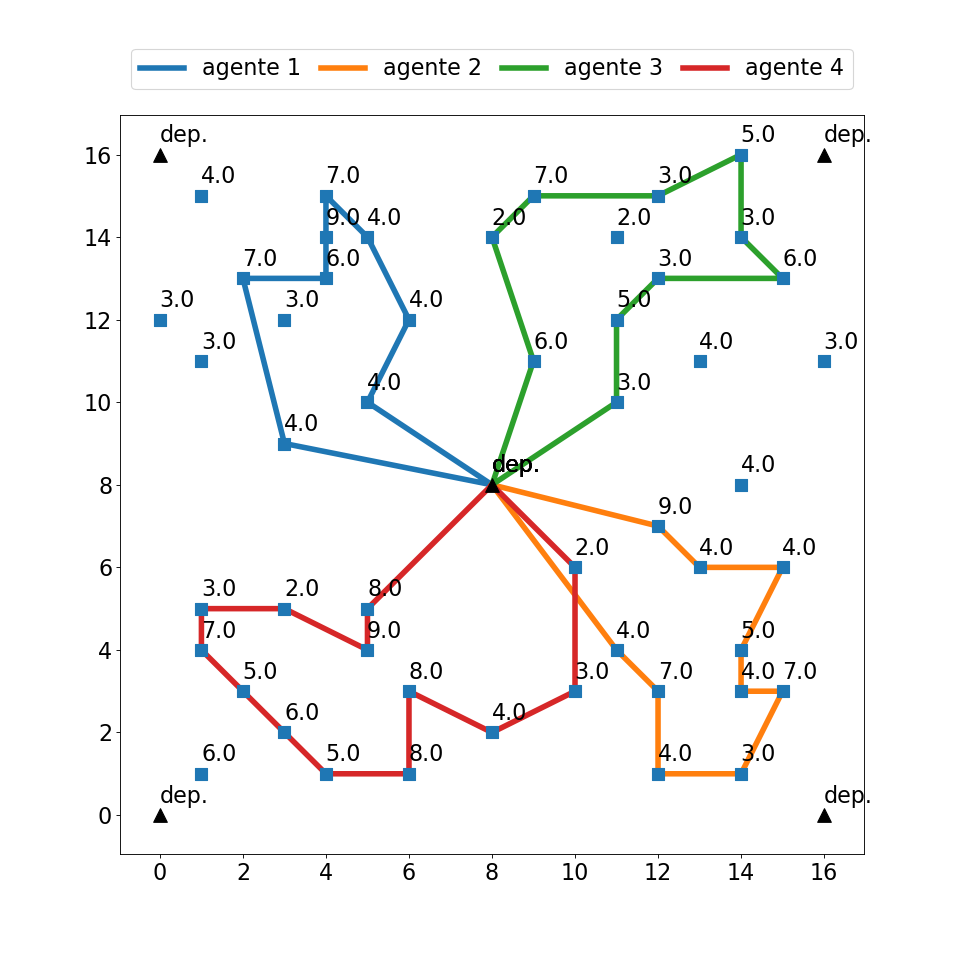 agente 1 agente 2 agente 3 agente 4
5.0
dep. dep.
16
4.0 7.0 7.0 3.0
9.0 4.0 2.0 2.0 3.0
14
7.0 6.0 3.0 6.0
3.0 3.0 4.0 5.0
12
3.0 6.0 4.0 3.0
4.0 3.0
10
4.0
dep. 4.0
8
9.0
2.0 4.0 4.0
6
3.0 2.0 8.0
7.0 9.0 4.0 5.0
4
5.0 8.0 3.0 7.0 4.0 7.0
6.0 4.0
2
6.0 5.0 8.0 4.0 3.0
dep. dep.
0
0 2 4 6 8 10 12 14 16